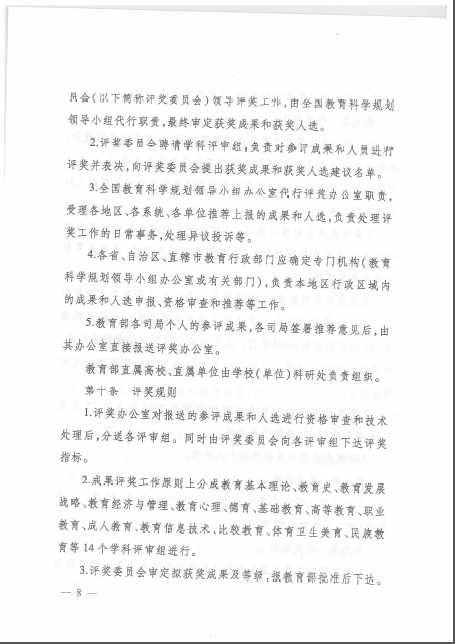 员会(以下简称评奖委员会)领导评奖工作,由全国教育科学规划
领导小组代行职责,最终审定获奖成果和获奖人选。
2.评奖委员会聘请学科评审组,负责对参评成果和人员进行
评奖并表决,向评奖委员会提出获奖成果和获奖人选建议名单。
3.全国教育科学规划领导小组办公室代行评奖办公室职责,
受理各地区、各系统、各单位推荐上报的成果和人选,负责处理评
奖工作的日常事务,处理异议投诉等。
4.各省、自治区、直辖市教育行政部门应确定专门机构(教育
科学规划领导小组办公室或有关部门),负责本地区行政区域内
的成果和人选申报、资格审查和推荐等工作。
5.教育部各司局个人的参评成果,各司局签署推荐意见后,由
其办公室直接报送评奖办公室。
教育部直属高校、直属单位由学校(单位)科研处负责组织。
第十条 评奖规则
1.评奖办公室对报送的参评成果和人选进行资格审查和技术
处理后,分送各评审组。同时由评奖委员会向各评审组下达评奖
指标。
2.成果评奖工作原则上分成教育基本理论、教育史、教育发展
战略、教育经济与管理、教育心理、德育、基础教育、高等教育、职业
教育、成人教育、教育信息技术、比较教育、体育卫生美育、民族教
育等14个学科评审组进行。
3.评奖委员会审定拟获奖成果及等级,报教育部批准后下达。
— 8 —